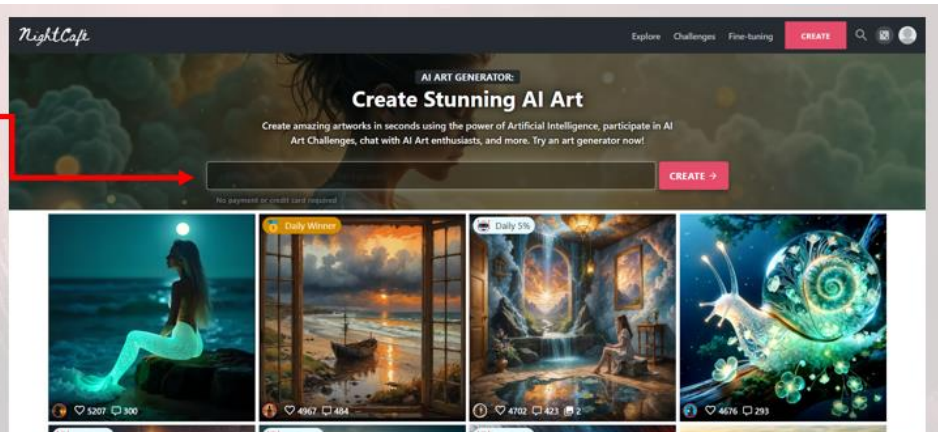 NightCafe
Explore Challenges Fine-tuning CREATE
AI ART GENERATOR:
Create Stunning AI Art
Create amazing artworks in seconds using the power of Artificial Intelligence, participate in AI
Art Challenges, chat with AI Art enthusiasts, and more. Try an art generator now!
CREATE →
No payment or credit card required
Daily Winner
Daily 5%
5207 300
4967 484
4702 423 2
4676 293